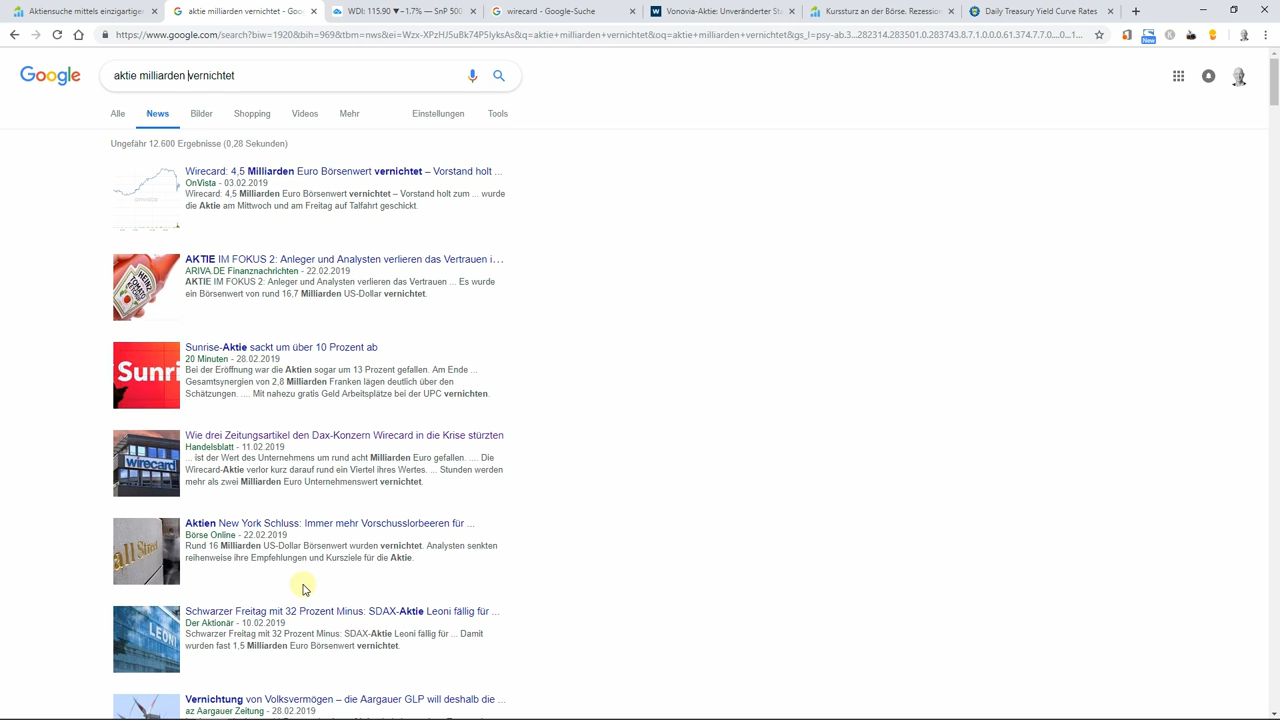 Aktiensuche mittels einzigartige
aktie milliarden vernichtet - Goo
WDI: 115.90 ▼−1.7% — SnP 500
wirecard - Google-Suche
Vonovia-Aktie: Unveränderter Sto
Kurssturz an der Börse. Rezession
Daily Treasury Yield Curve Rates
https://www.google.com/search?biw=1920&bih=969&tbm=nws&ei=Wzx-XPzHJ5uBk74P5IyksAs&q=aktie+milliarden+vernichtet&oq=aktie+milliarden+vernichtet&gs_l=psy-ab.3...282314.283501.0.283743.8.7.1.0.0.0.61.374.7.7.0....0...1...
New
Google
aktie milliarden vernichtet
Alle
News
Bilder
Shopping
Videos
Mehr
Einstellungen
Tools
Ungefähr 12.600 Ergebnisse (0,28 Sekunden)
Wirecard: 4,5 Milliarden Euro Börsenwert vernichtet – Vorstand holt ...
OnVista - 03.02.2019
Wirecard: 4,5 Milliarden Euro Börsenwert vernichtet – Vorstand holt zum ... wurde
die Aktie am Mittwoch und am Freitag auf Talfahrt geschickt.
HEINZ
TOMATO
KETCHUP
AKTIE IM FOKUS 2: Anleger und Analysten verlieren das Vertrauen i...
ARIVA.DE Finanznachrichten - 22.02.2019
AKTIE IM FOKUS 2: Anleger und Analysten verlieren das Vertrauen ... Es wurde
ein Börsenwert von rund 16,7 Milliarden US-Dollar vernichtet.
Sunri
Sunrise-Aktie sackt um über 10 Prozent ab
20 Minuten - 28.02.2019
Bei der Eröffnung war die Aktien sogar um 13 Prozent gefallen. Am Ende ...
Gesamtsynergien von 2,8 Milliarden Franken lägen deutlich über den
Schätzungen. .... Mit nahezu gratis Geld Arbeitsplätze bei der UPC vernichten.
wirecard
Wie drei Zeitungsartikel den Dax-Konzern Wirecard in die Krise stürzten
Handelsblatt - 11.02.2019
... ist der Wert des Unternehmens um rund acht Milliarden Euro gefallen. .... Die
Wirecard-Aktie verlor kurz darauf rund ein Viertel ihres Wertes. ... Stunden werden
mehr als zwei Milliarden Euro Unternehmenswert vernichtet.
all Street
Aktien New York Schluss: Immer mehr Vorschusslorbeeren für ...
Börse Online - 22.02.2019
Rund 16 Milliarden US-Dollar Börsenwert wurden vernichtet. Analysten senkten
reihenweise ihre Empfehlungen und Kursziele für die Aktie.
LEONI
Schwarzer Freitag mit 32 Prozent Minus: SDAX-Aktie Leoni fällig für ...
Der Aktionär - 10.02.2019
Schwarzer Freitag mit 32 Prozent Minus: SDAX-Aktie Leoni fällig für ... Damit
wurden fast 1,5 Milliarden Euro Börsenwert vernichtet.
Vernichtung von Volksvermögen – die Aargauer GLP will deshalb die ...
az Aargauer Zeitung - 28.02.2019